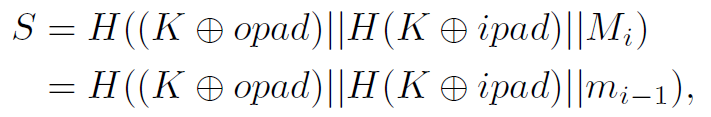 S = H((K ⊕ opad)||H(K ⊕ ipad)||M_i)
= H((K ⊕ opad)||H(K ⊕ ipad)||m_{i−1}),